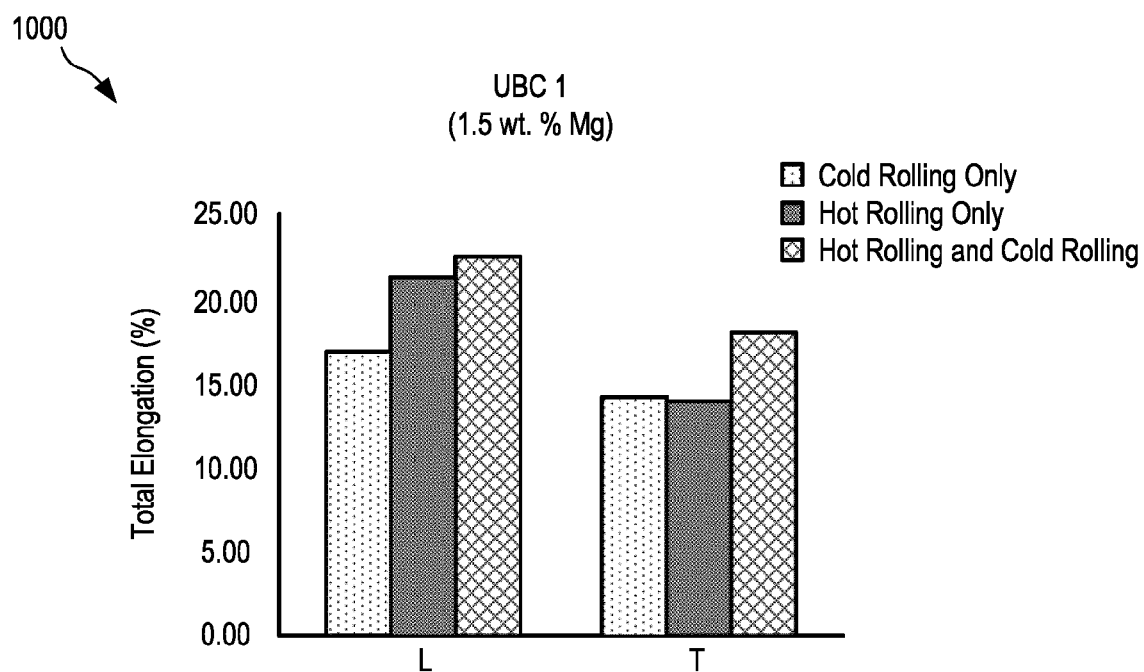 1000
UBC 1
(1.5 wt. % Mg)
Cold Rolling Only
Hot Rolling Only
Hot Rolling and Cold Rolling
25.00
20.00
15.00
10.00
5.00
0.00
Total Elongation (%)
L
T